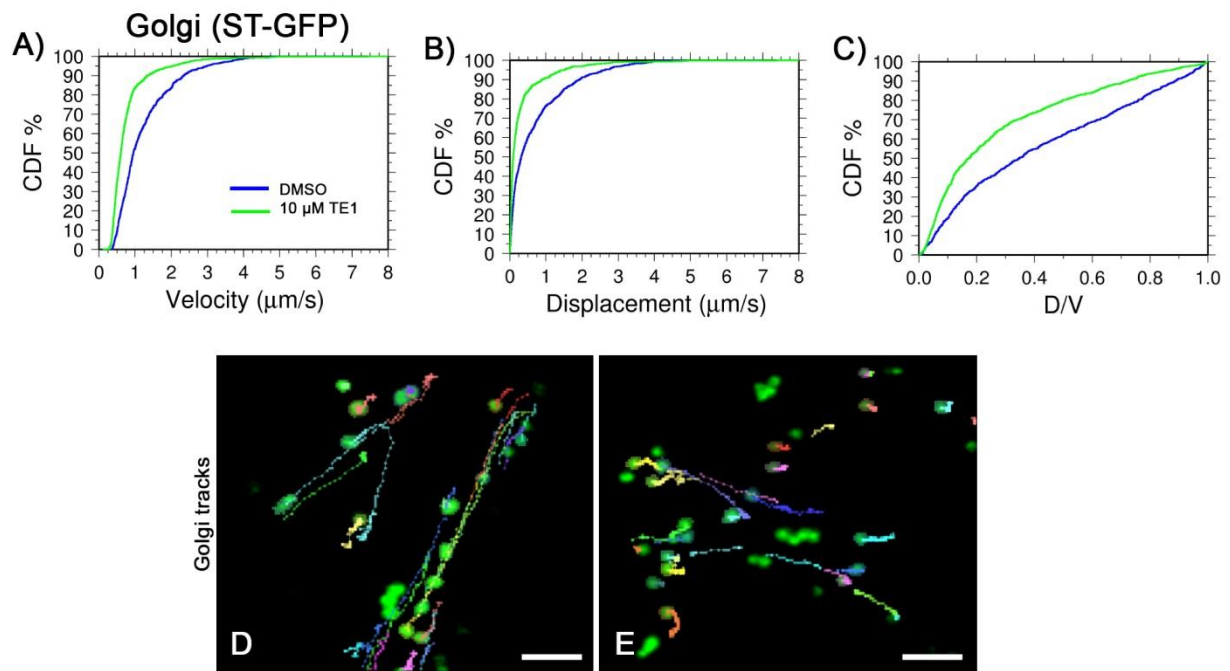 Golgi (ST-GFP)
A)
B)
C)
100
90
80
70
60
50
40
30
20
10
0
CDF %
DMSO
10 µM TE1
0 1 2 3 4 5 6 7 8
Velocity (µm/s)
100
90
80
70
60
50
40
30
20
10
0
CDF %
0 1 2 3 4 5 6 7 8
Displacement (µm/s)
100
90
80
70
60
50
40
30
20
10
0
CDF %
0.0 0.2 0.4 0.6 0.8 1.0
D/V
Golgi tracks
D
E